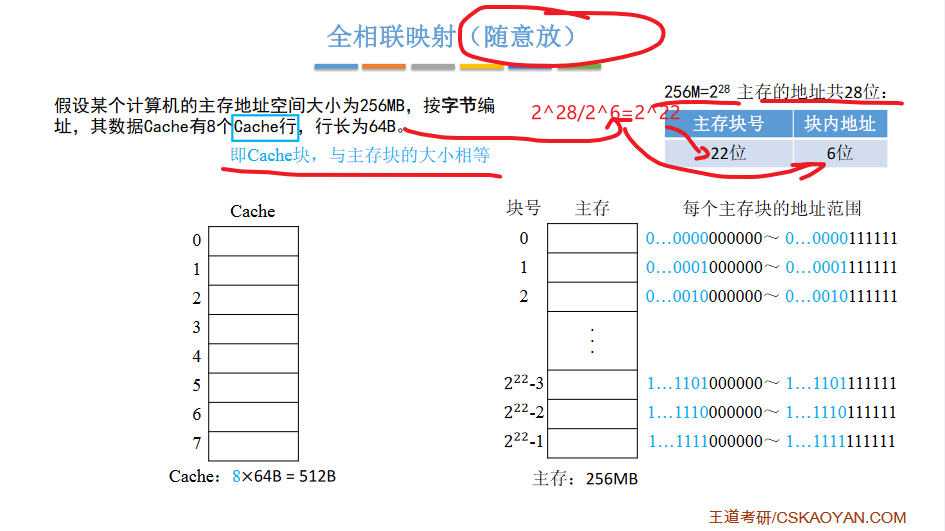 全相联映射（随意放）
假设某个计算机的主存地址空间大小为256MB，按字节编
址，其数据Cache有8个Cache行，行长为64B。
即Cache块，与主存块的大小相等
2^28/2^6=2^22
256M=2²⁸ 主存的地址共28位：
主存块号 块内地址
22位 6位
Cache
0
1
2
3
4
5
6
7
Cache：8×64B = 512B
块号 主存 每个主存块的地址范围
0 0…0000000000～ 0…0000111111
1 0…0001000000～ 0…0001111111
2 0…0010000000～ 0…0010111111
⋮
2²²-3 1…1101000000～ 1…1101111111
2²²-2 1…1110000000～ 1…1110111111
2²²-1 1…1111000000～ 1…1111111111
主存：256MB
王道考研/CSKAOYAN.COM